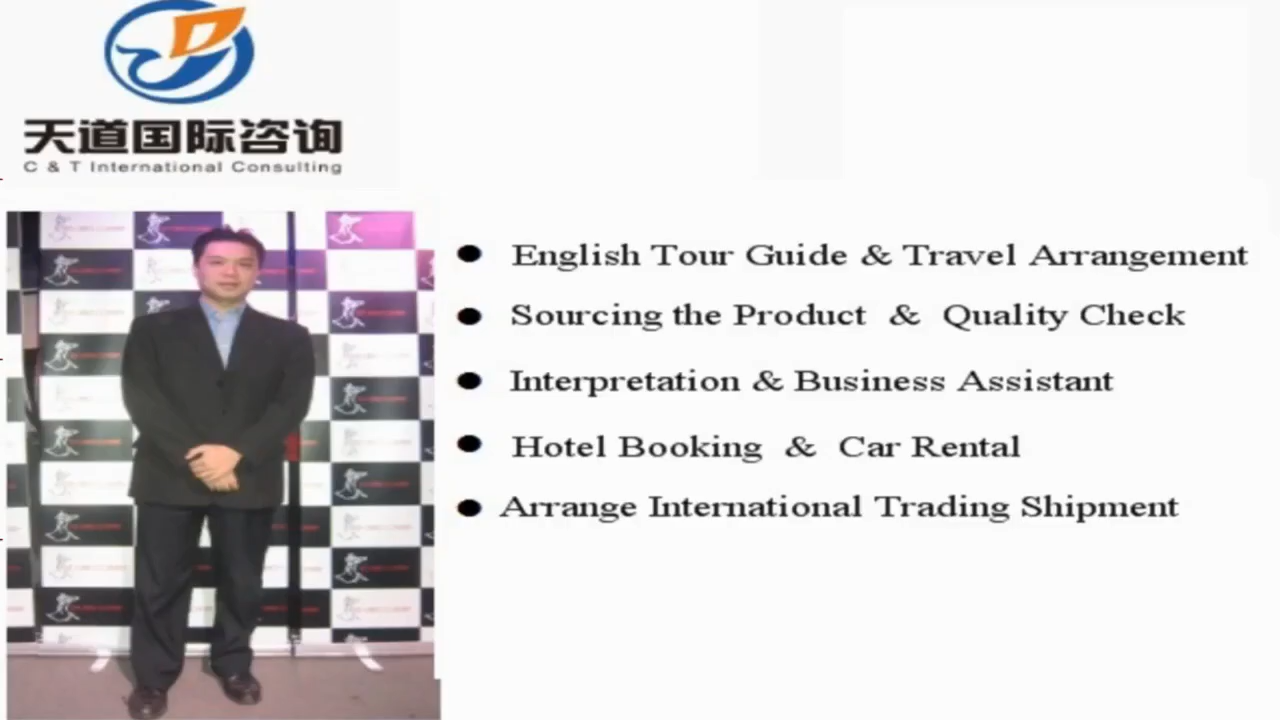 天道国际咨询
C & T International Consulting
● English Tour Guide & Travel Arrangement
● Sourcing the Product & Quality Check
● Interpretation & Business Assistant
● Hotel Booking & Car Rental
● Arrange International Trading Shipment